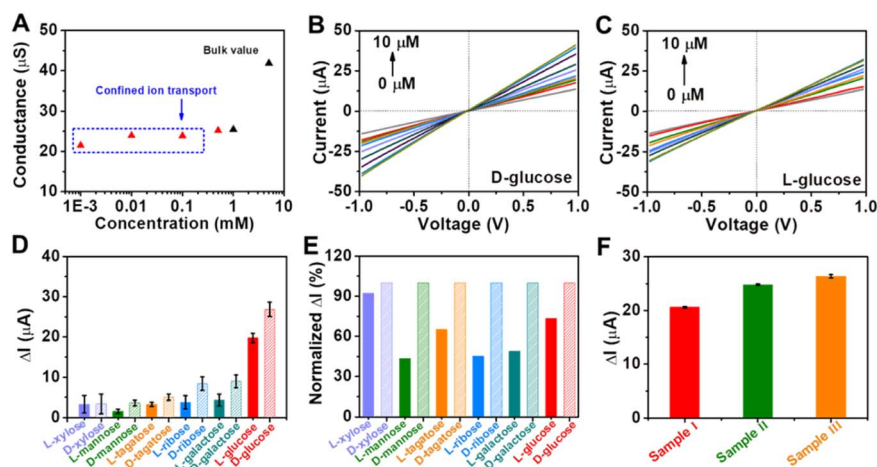 A
Conductance (μS)
50
40
30
20
10
Bulk value
Confined ion transport
1E-3
0.01
0.1
1
10
Concentration (mM)
B
Current (μA)
50
25
0
-25
-50
10 μM
0 μM
D-glucose
-1.0
-0.5
0.0
0.5
1.0
Voltage (V)
C
Current (μA)
50
25
0
-25
-50
10 μM
0 μM
L-glucose
-1.0
-0.5
0.0
0.5
1.0
Voltage (V)
D
ΔI (μA)
40
30
20
10
0
L-xylose
D-xylose
L-mannose
D-mannose
L-tagatose
D-tagatose
L-ribose
D-ribose
L-galactose
D-galactose
L-glucose
D-glucose
E
Normalized ΔI (%)
120
90
60
30
0
L-xylose
D-xylose
L-mannose
D-mannose
L-tagatose
D-tagatose
L-ribose
D-ribose
L-galactose
D-galactose
L-glucose
D-glucose
F
ΔI (μA)
30
20
10
0
Sample I
Sample II
Sample III